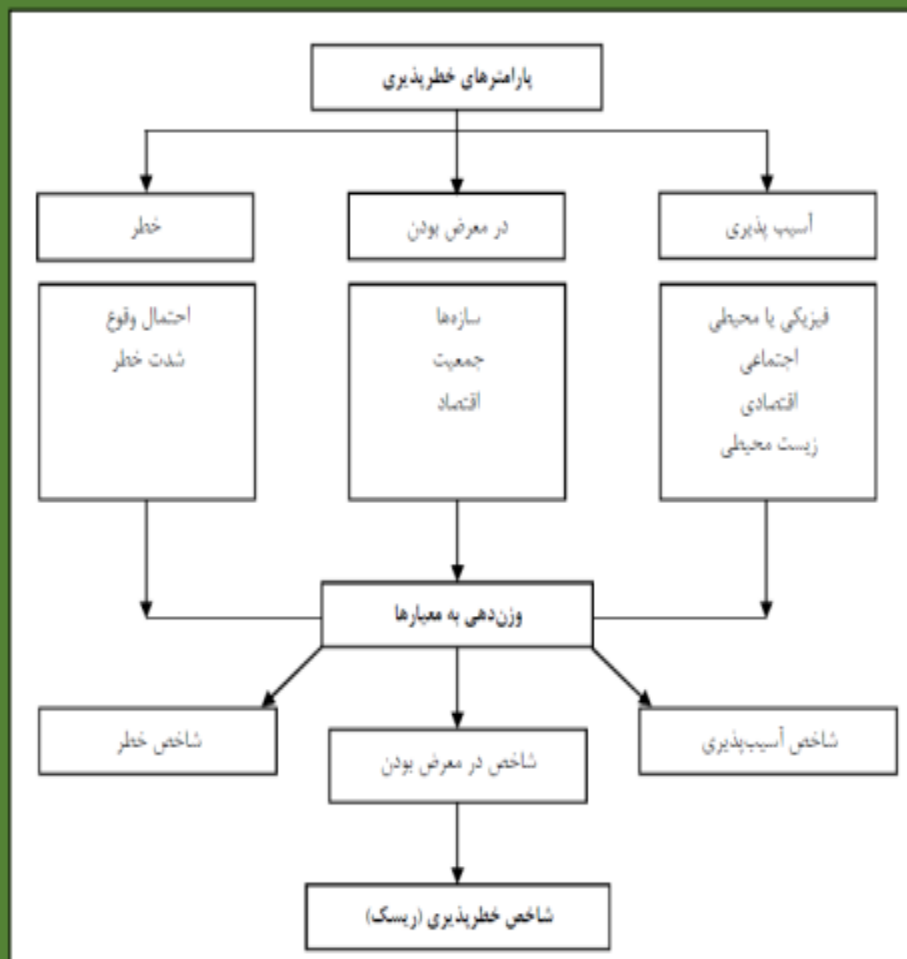 پارامترهای خطرپذیری
آسیب پذیری
در معرض بودن
خطر
فیزیکی یا محیطی
اجتماعی
اقتصادی
زیست محیطی
سازه‌ها
جمعیت
اقتصاد
احتمال وقوع
شدت خطر
وزن‌دهی به معیارها
شاخص آسیب‌پذیری
شاخص در معرض بودن
شاخص خطر
شاخص خطرپذیری (ریسک)